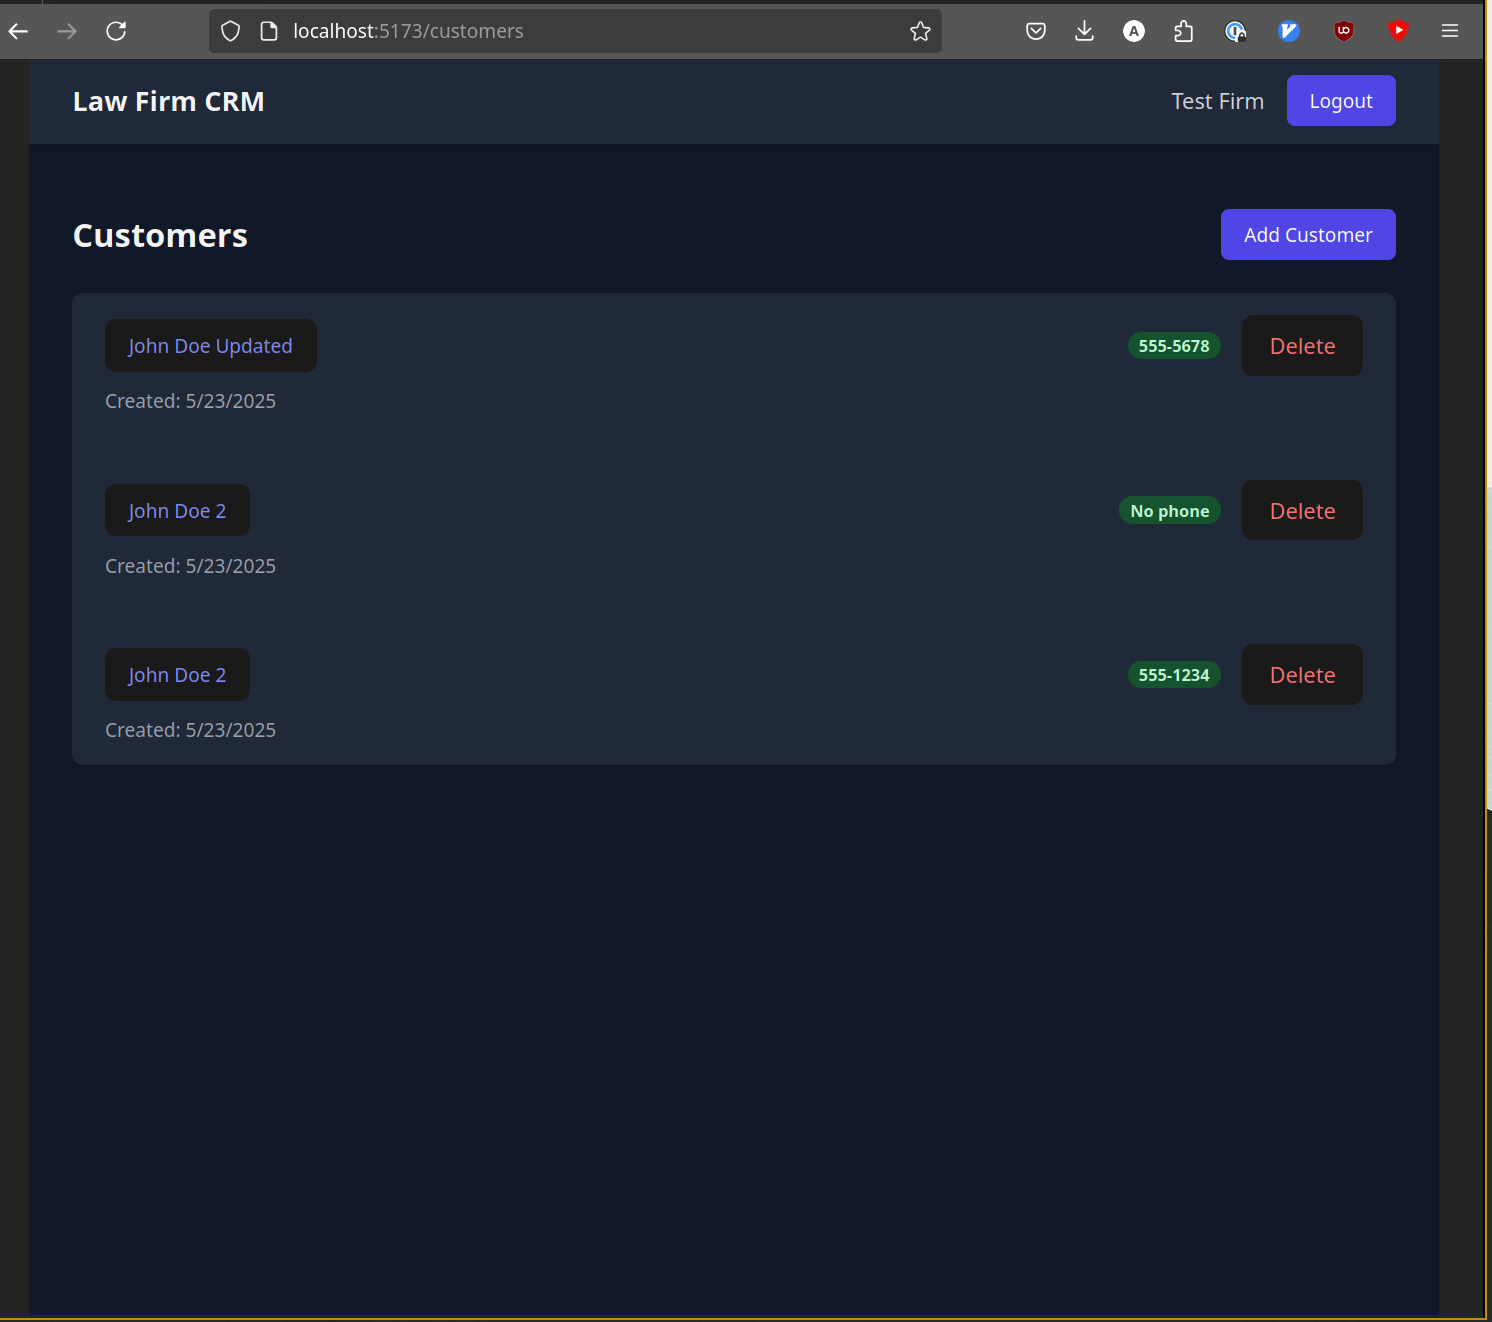 localhost:5173/customers
A
Law Firm CRM
Test Firm
Logout
Customers
Add Customer
John Doe Updated
555-5678
Delete
Created: 5/23/2025
John Doe 2
No phone
Delete
Created: 5/23/2025
John Doe 2
555-1234
Delete
Created: 5/23/2025